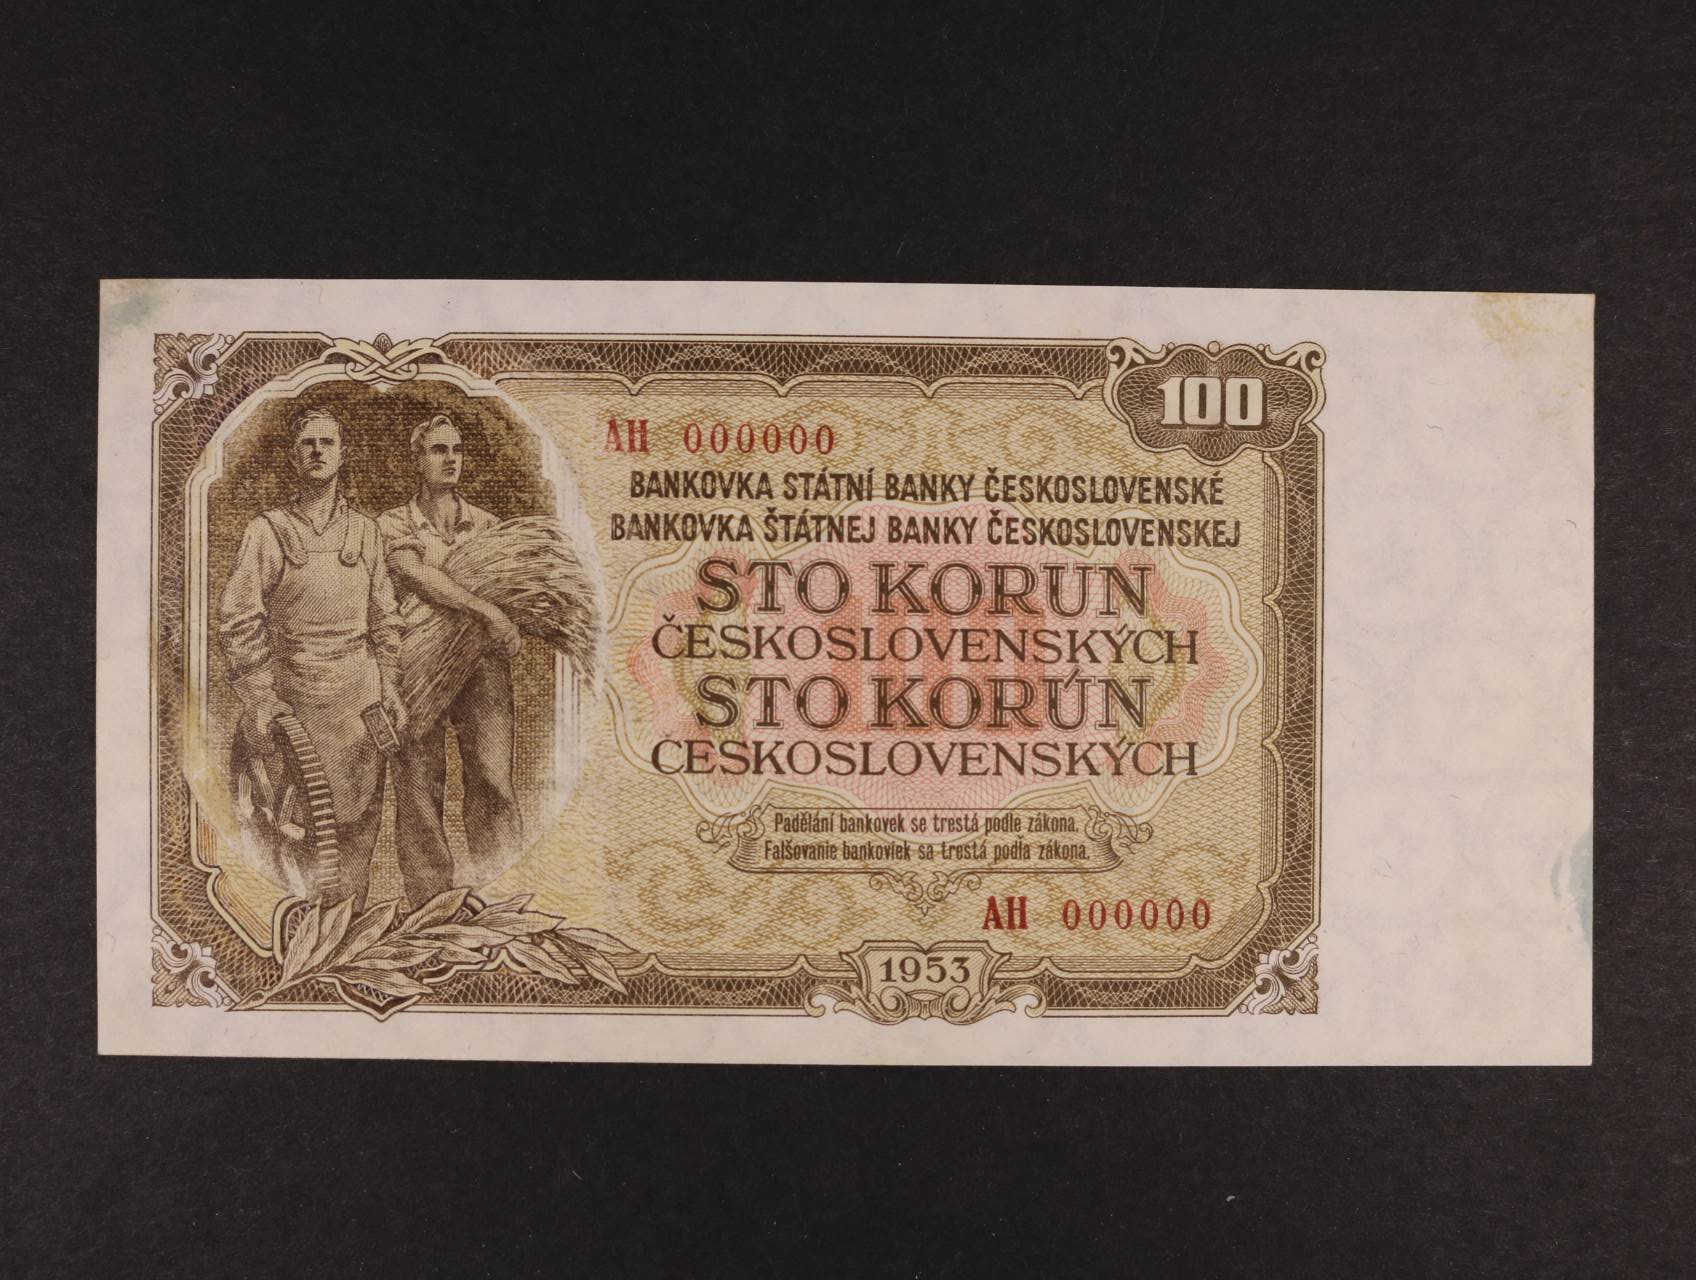 100
AH 000000
BANKOVKA STÁTNÍ BANKY ČESKOSLOVENSKÉ
BANKOVKA ŠTÁTNEJ BANKY ČESKOSLOVENSKEJ
STO KORUN
ČESKOSLOVENSKÝCH
STO KORÚN
ČESKOSLOVENSKÝCH
Padělání bankovek se trestá podle zákona.
Falšovanie bankoviek sa trestá podľa zákona.
AH 000000
1953